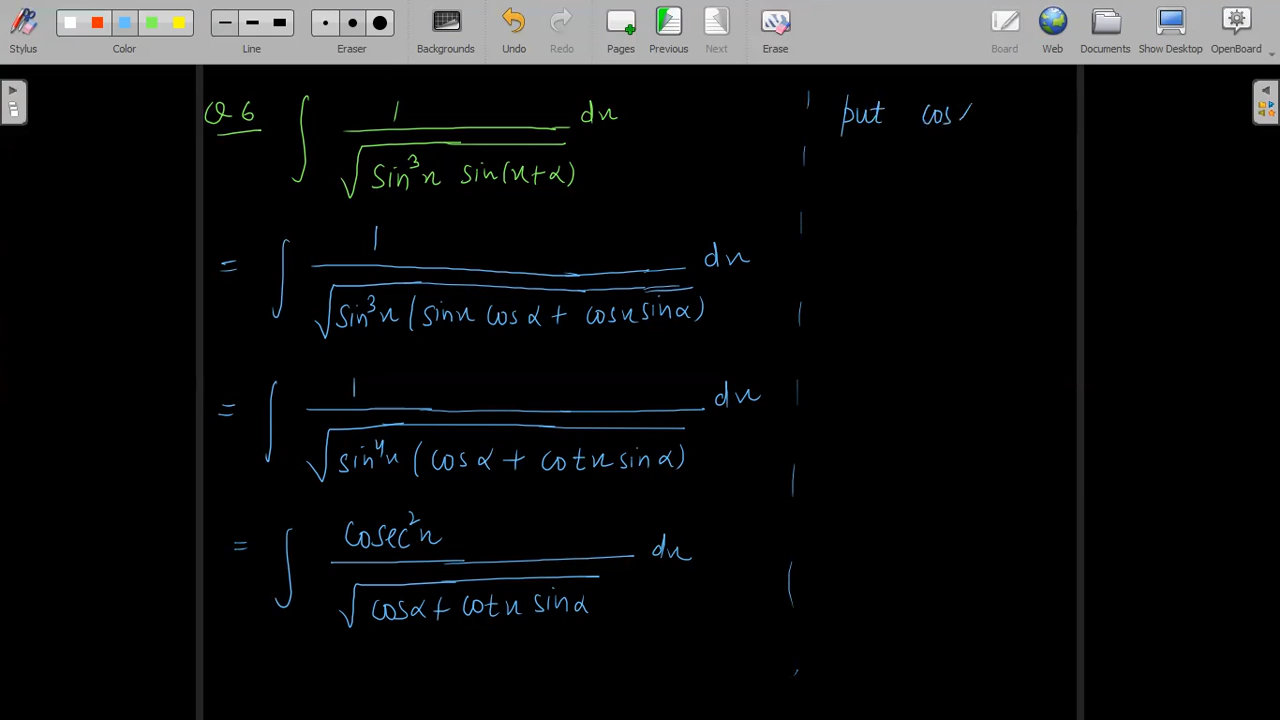 Stylus Color Line Eraser Backgrounds Undo Redo Pages Previous Next Erase Board Web Documents Show Desktop OpenBoard
Q 6 ∫ 1 / √(sin³x sin(x+α)) dx
= ∫ 1 / √(sin³x (sinx cosα + cosx sinα)) dx
= ∫ 1 / √(sin⁴x (cosα + cotx sinα)) dx
= ∫ cosec²x / √(cosα + cotx sinα) dx
put cos